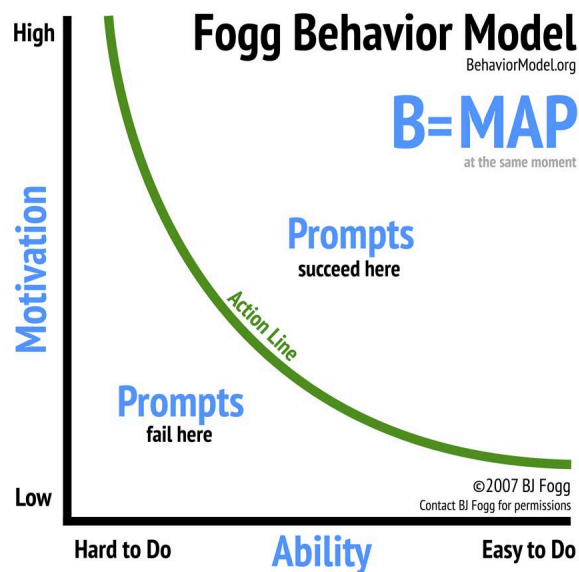 High
Fogg Behavior Model
BehaviorModel.org
B=MAP
at the same moment
Motivation
Prompts
succeed here
Action Line
Prompts
fail here
Low
©2007 BJ Fogg
Contact BJ Fogg for permissions
Hard to Do
Ability
Easy to Do